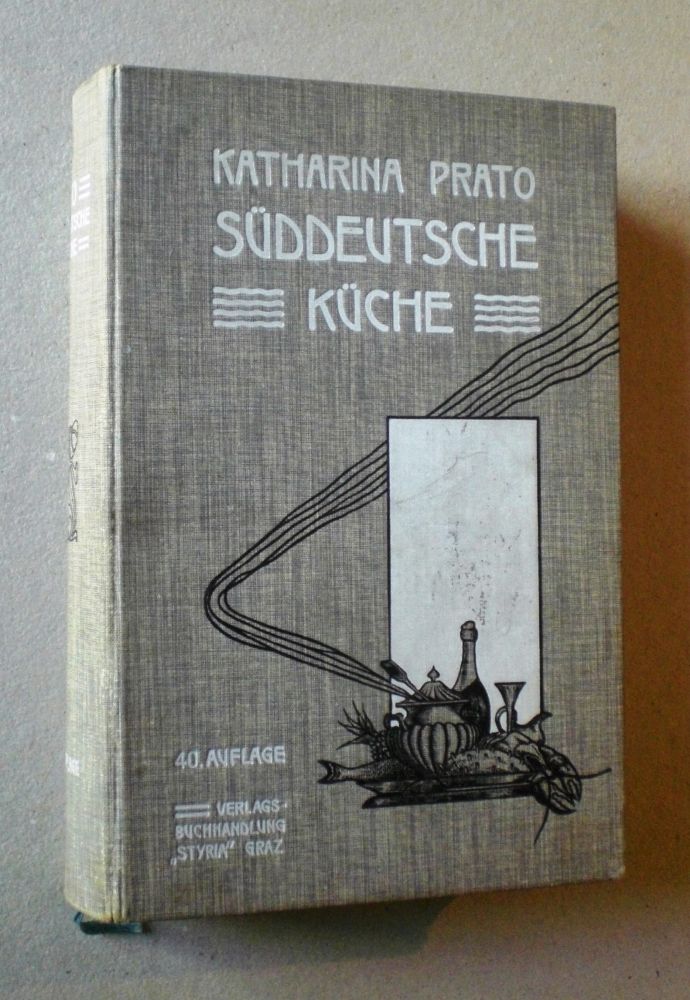 KATHARINA PRATO
SÜDDEUTSCHE
KÜCHE
40. AUFLAGE
VERLAGS-
BUCHHANDLUNG
„STYRIA" GRAZ